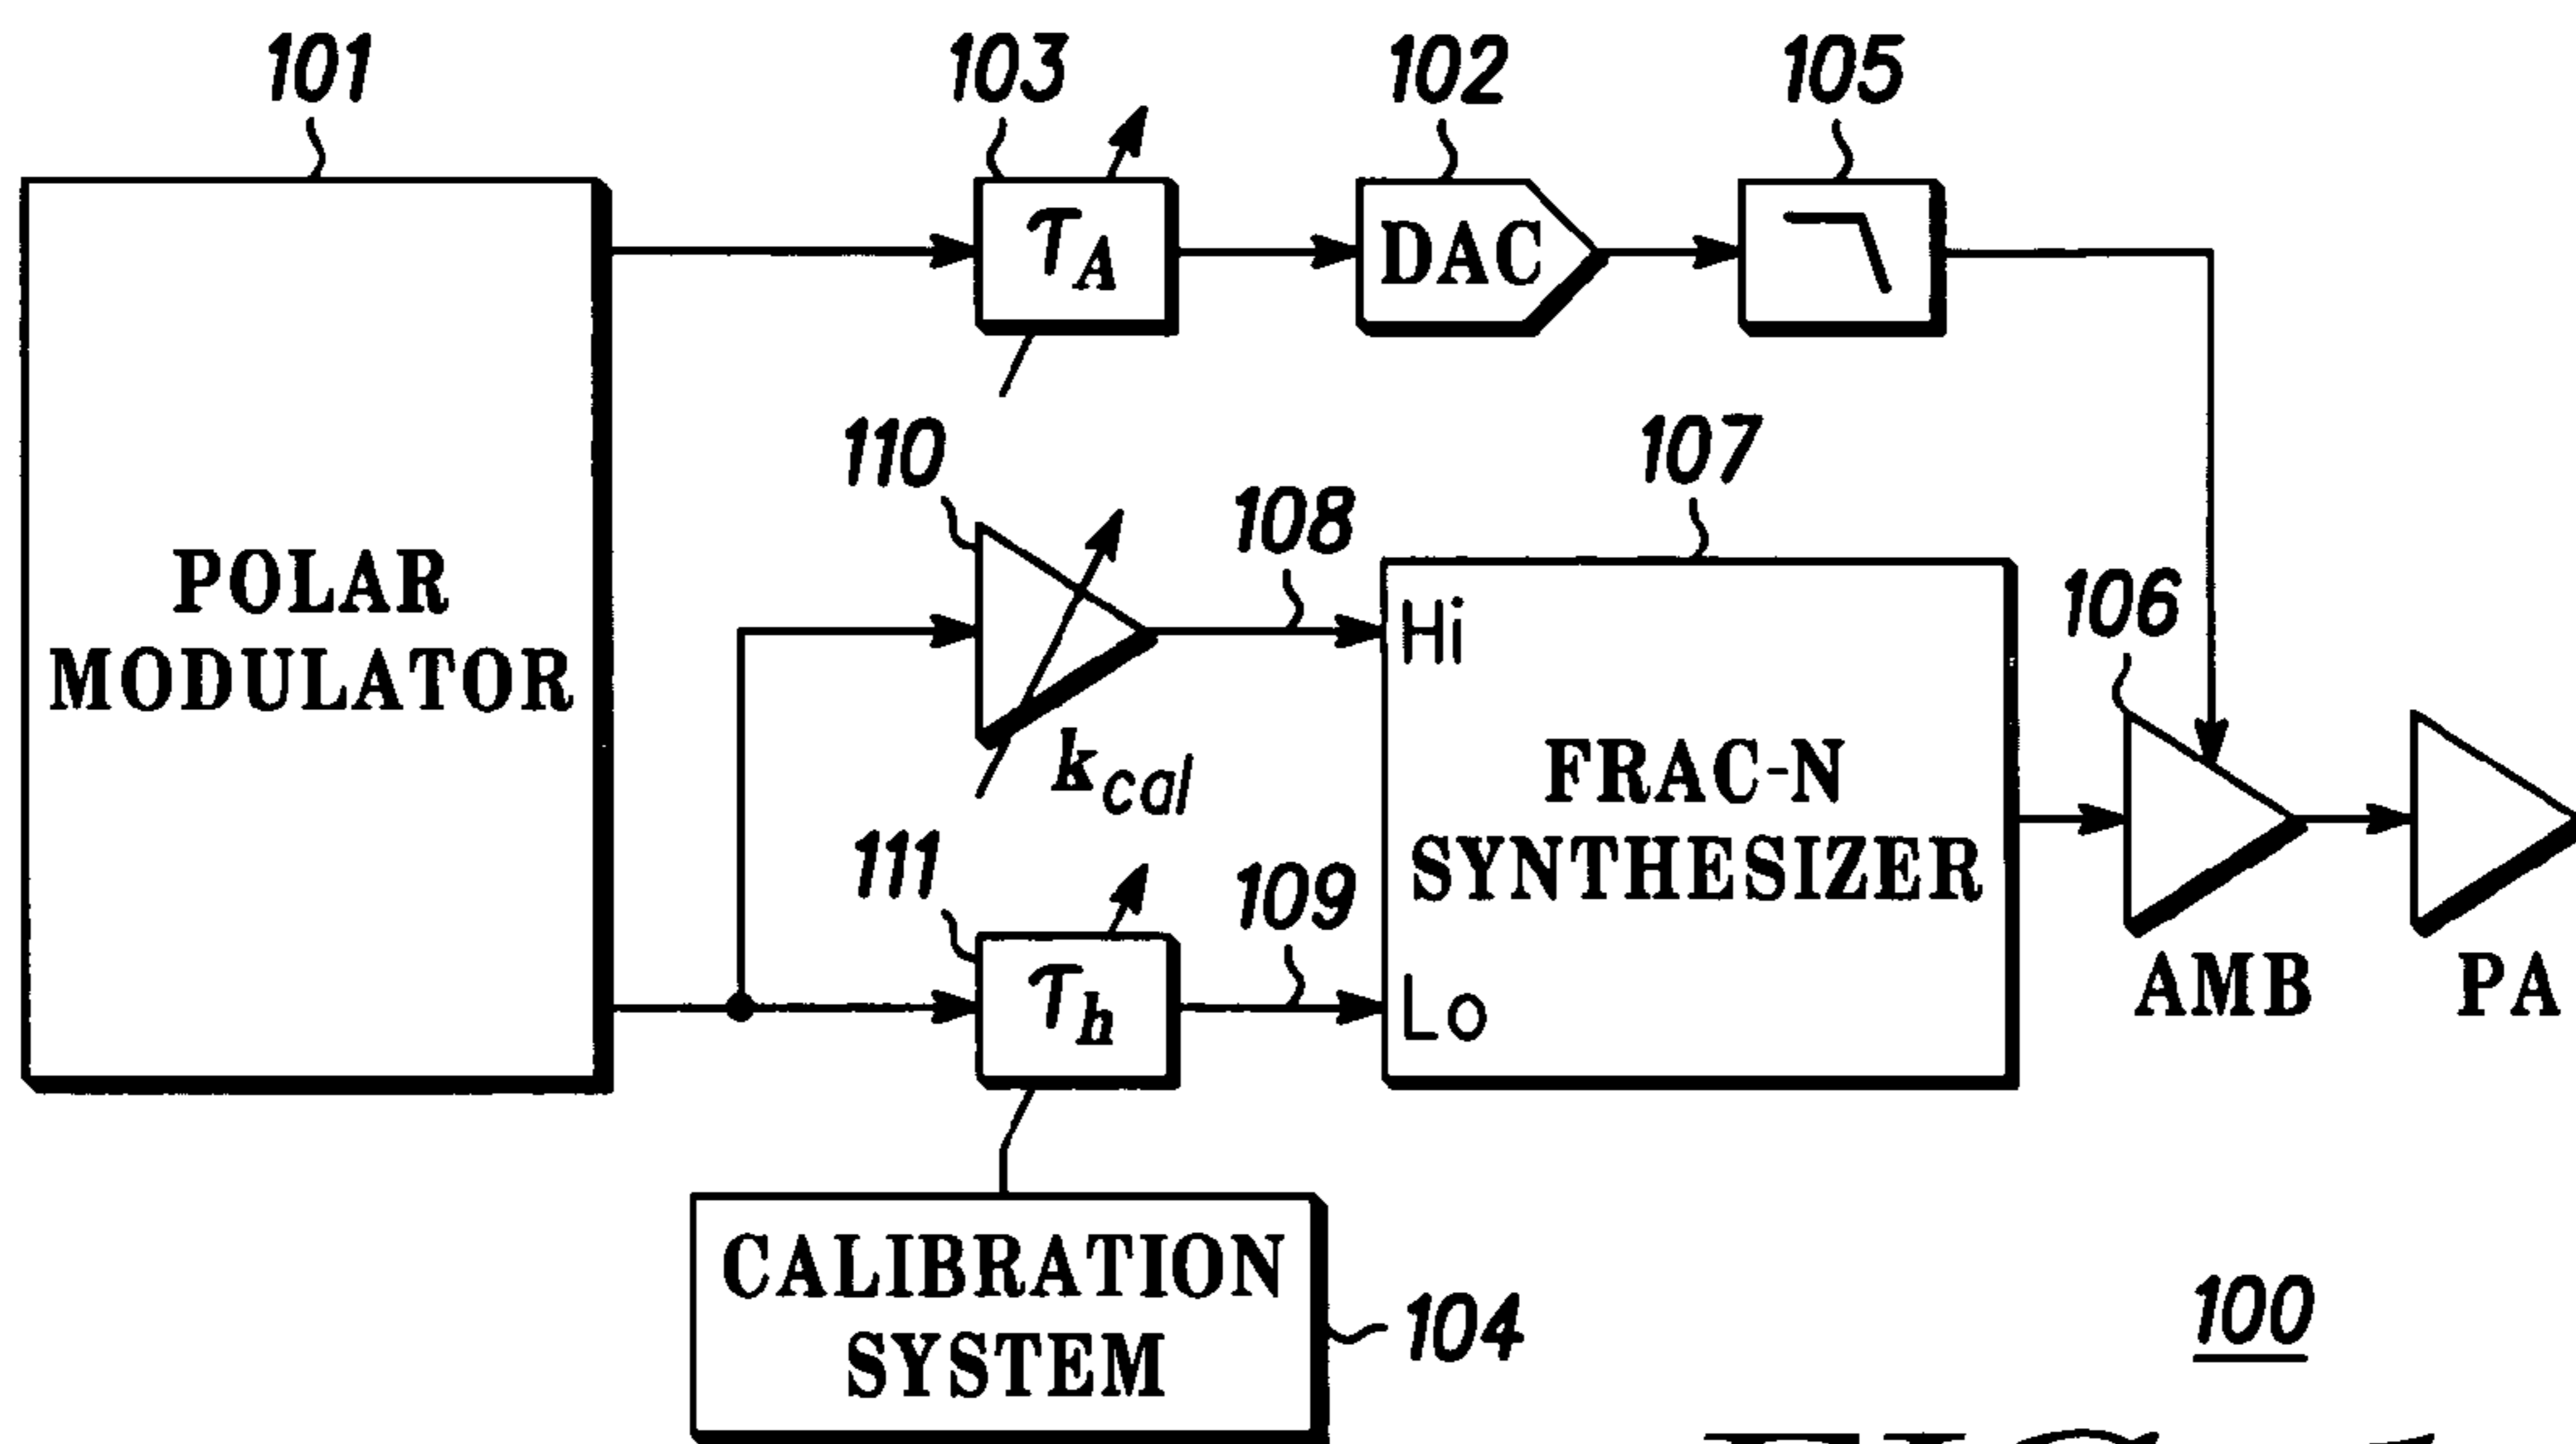 101
103
102
105
τA
DAC
110
108
107
106
POLAR
MODULATOR
Hi
kcal
FRAC-N
SYNTHESIZER
111
109
τh
Lo
AMB
PA
CALIBRATION
SYSTEM
104
100